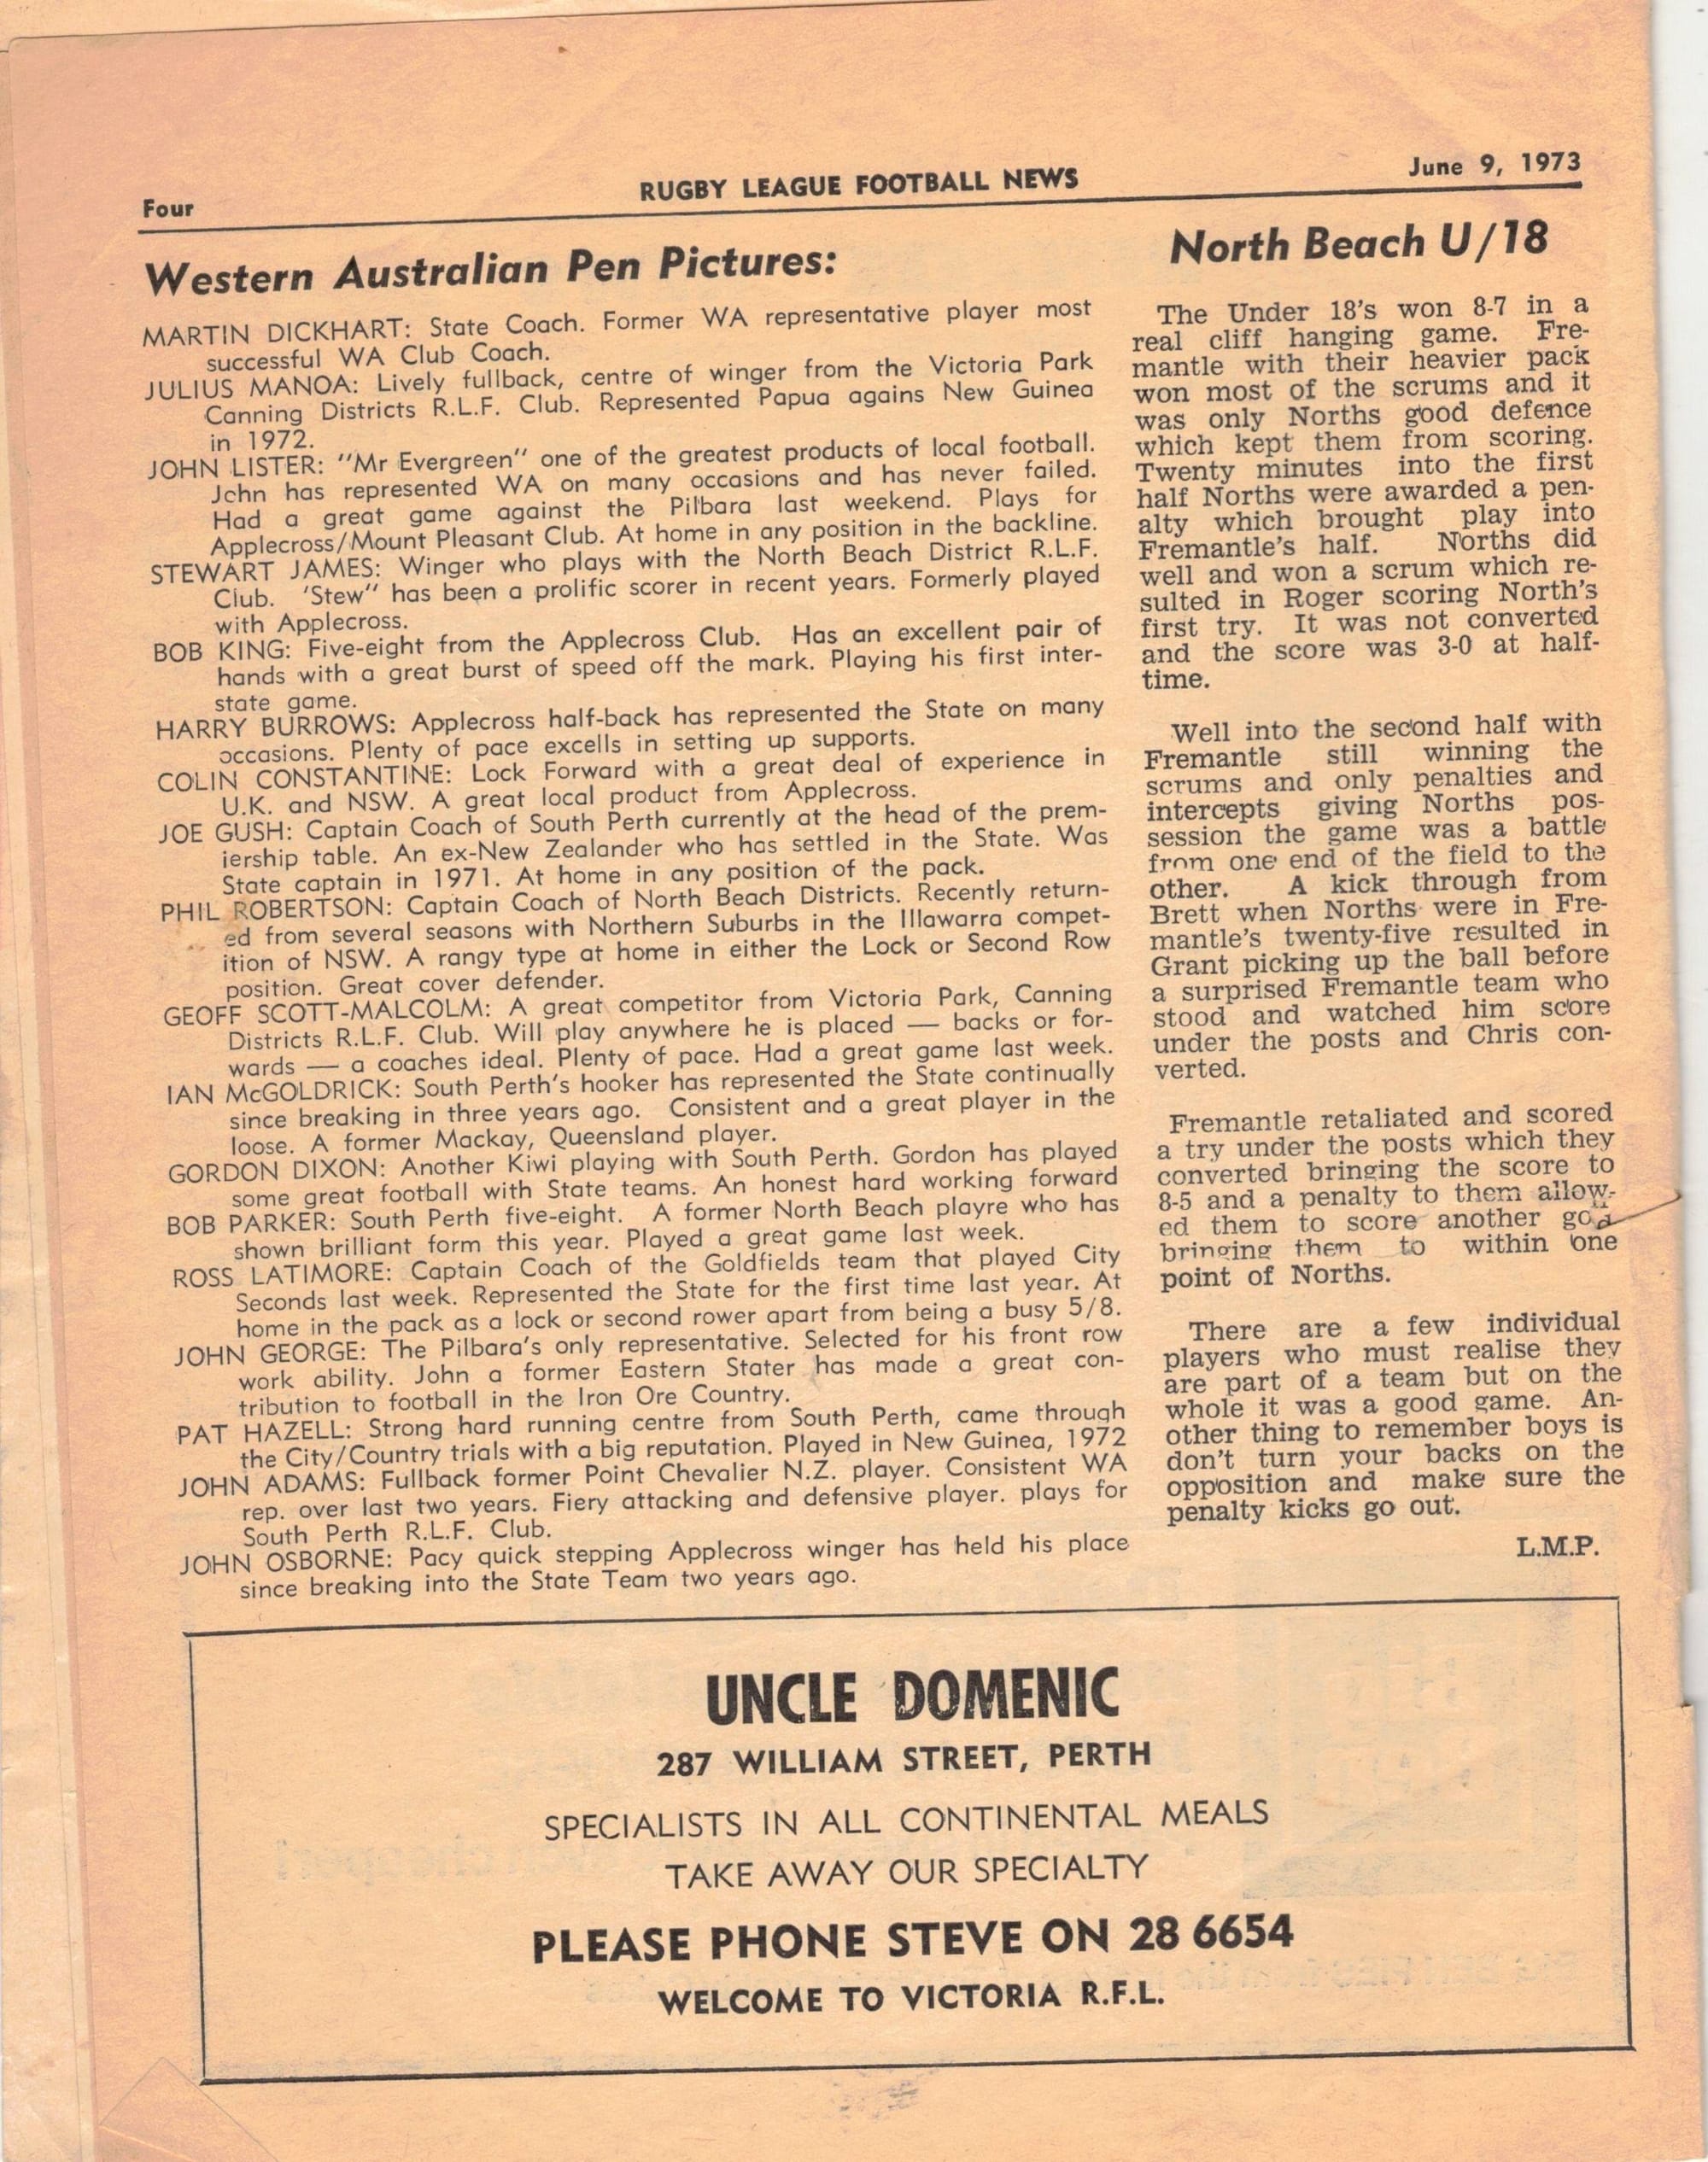 Four
RUGBY LEAGUE FOOTBALL NEWS
June 9, 1973
Western Australian Pen Pictures:
MARTIN DICKHART: State Coach. Former WA representative player most
successful WA Club Coach.
JULIUS MANOA: Lively fullback, centre of winger from the Victoria Park
Canning Districts R.L.F. Club. Represented Papua agains New Guinea
in 1972.
JOHN LISTER: "Mr Evergreen" one of the greatest products of local football.
Jchn has represented WA on many occasions and has never failed.
Had a great game against the Pilbara last weekend. Plays for
Applecross/Mount Pleasant Club. At home in any position in the backline.
STEWART JAMES: Winger who plays with the North Beach District R.L.F.
Club. 'Stew" has been a prolific scorer in recent years. Formerly played
with Applecross.
BOB KING: Five-eight from the Applecross Club. Has an excellent pair of
hands with a great burst of speed off the mark. Playing his first inter-
state game.
HARRY BURROWS: Applecross half-back has represented the State on many
occasions. Plenty of pace excells in setting up supports.
COLIN CONSTANTINE: Lock Forward with a great deal of experience in
U.K. and NSW. A great local product from Applecross.
JOE GUSH: Captain Coach of South Perth currently at the head of the prem-
iership table. An ex-New Zealander who has settled in the State. Was
State captain in 1971. At home in any position of the pack.
PHIL ROBERTSON: Captain Coach of North Beach Districts. Recently return-
ed from several seasons with Northern Suburbs in the Illawarra compet-
ition of NSW. A rangy type at home in either the Lock or Second Row
position. Great cover defender.
GEOFF SCOTT-MALCOLM: A great competitor from Victoria Park, Canning
Districts R.L.F. Club. Will play anywhere he is placed — backs or for-
wards — a coaches ideal. Plenty of pace. Had a great game last week.
IAN McGOLDRICK: South Perth's hooker has represented the State continually
since breaking in three years ago. Consistent and a great player in the
loose. A former Mackay, Queensland player.
GORDON DIXON: Another Kiwi playing with South Perth. Gordon has played
some great football with State teams. An honest hard working forward
BOB PARKER: South Perth five-eight. A former North Beach playre who has
shown brilliant form this year. Played a great game last week.
ROSS LATIMORE: Captain Coach of the Goldfields team that played City
Seconds last week. Represented the State for the first time last year. At
home in the pack as a lock or second rower apart from being a busy 5/8.
JOHN GEORGE: The Pilbara's only representative. Selected for his front row
work ability. John a former Eastern Stater has made a great con-
tribution to football in the Iron Ore Country.
PAT HAZELL: Strong hard running centre from South Perth, came through
the City/Country trials with a big reputation. Played in New Guinea, 1972
JOHN ADAMS: Fullback former Point Chevalier N.Z. player. Consistent WA
rep. over last two years. Fiery attacking and defensive player. plays for
South Perth R.L.F. Club.
JOHN OSBORNE: Pacy quick stepping Applecross winger has held his place
since breaking into the State Team two years ago.
North Beach U/18
The Under 18's won 8-7 in a
real cliff hanging game. Fre-
mantle with their heavier pack
won most of the scrums and it
was only Norths good defence
which kept them from scoring.
Twenty minutes into the first
half Norths were awarded a pen-
alty which brought play into
Fremantle's half. Norths did
well and won a scrum which re-
sulted in Roger scoring North's
first try. It was not converted
and the score was 3-0 at half-
time.
Well into the second half with
Fremantle still winning the
scrums and only penalties and
intercepts giving Norths pos-
session the game was a battle
from one end of the field to the
other. A kick through from
Brett when Norths were in Fre-
mantle's twenty-five resulted in
Grant picking up the ball before
a surprised Fremantle team who
stood and watched him score
under the posts and Chris con-
verted.
Fremantle retaliated and scored
a try under the posts which they
converted bringing the score to
8-5 and a penalty to them allow-
ed them to score another
bringing them to within one
point of Norths.
There are a few individual
players who must realise they
are part of a team but on the
whole it was a good game. An-
other thing to remember boys is
don't turn your backs on the
opposition and make sure the
penalty kicks go out.
L.M.P.
UNCLE DOMENIC
287 WILLIAM STREET, PERTH
SPECIALISTS IN ALL CONTINENTAL MEALS
TAKE AWAY OUR SPECIALTY
PLEASE PHONE STEVE ON 28 6654
WELCOME TO VICTORIA R.F.L.